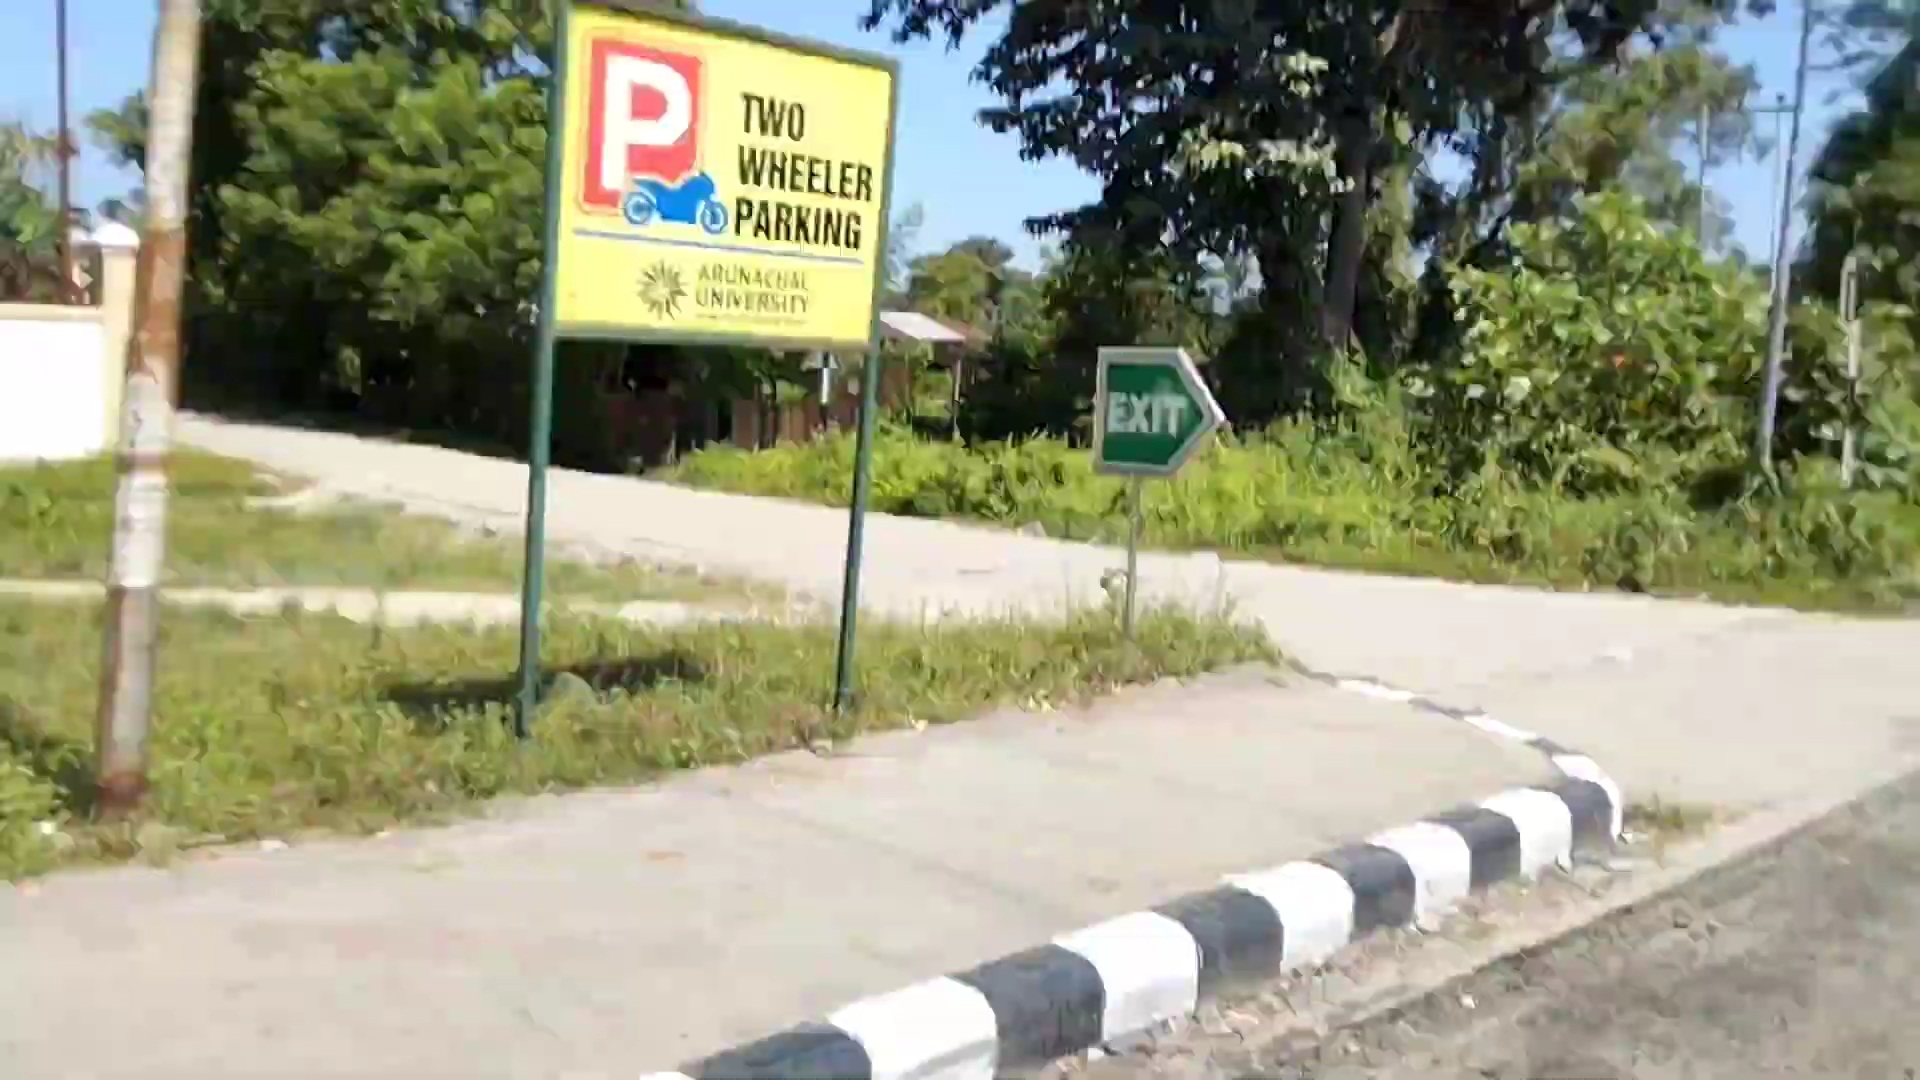 P
TWO
WHEELER
PARKING
ARUNACHAL
UNIVERSITY
EXIT